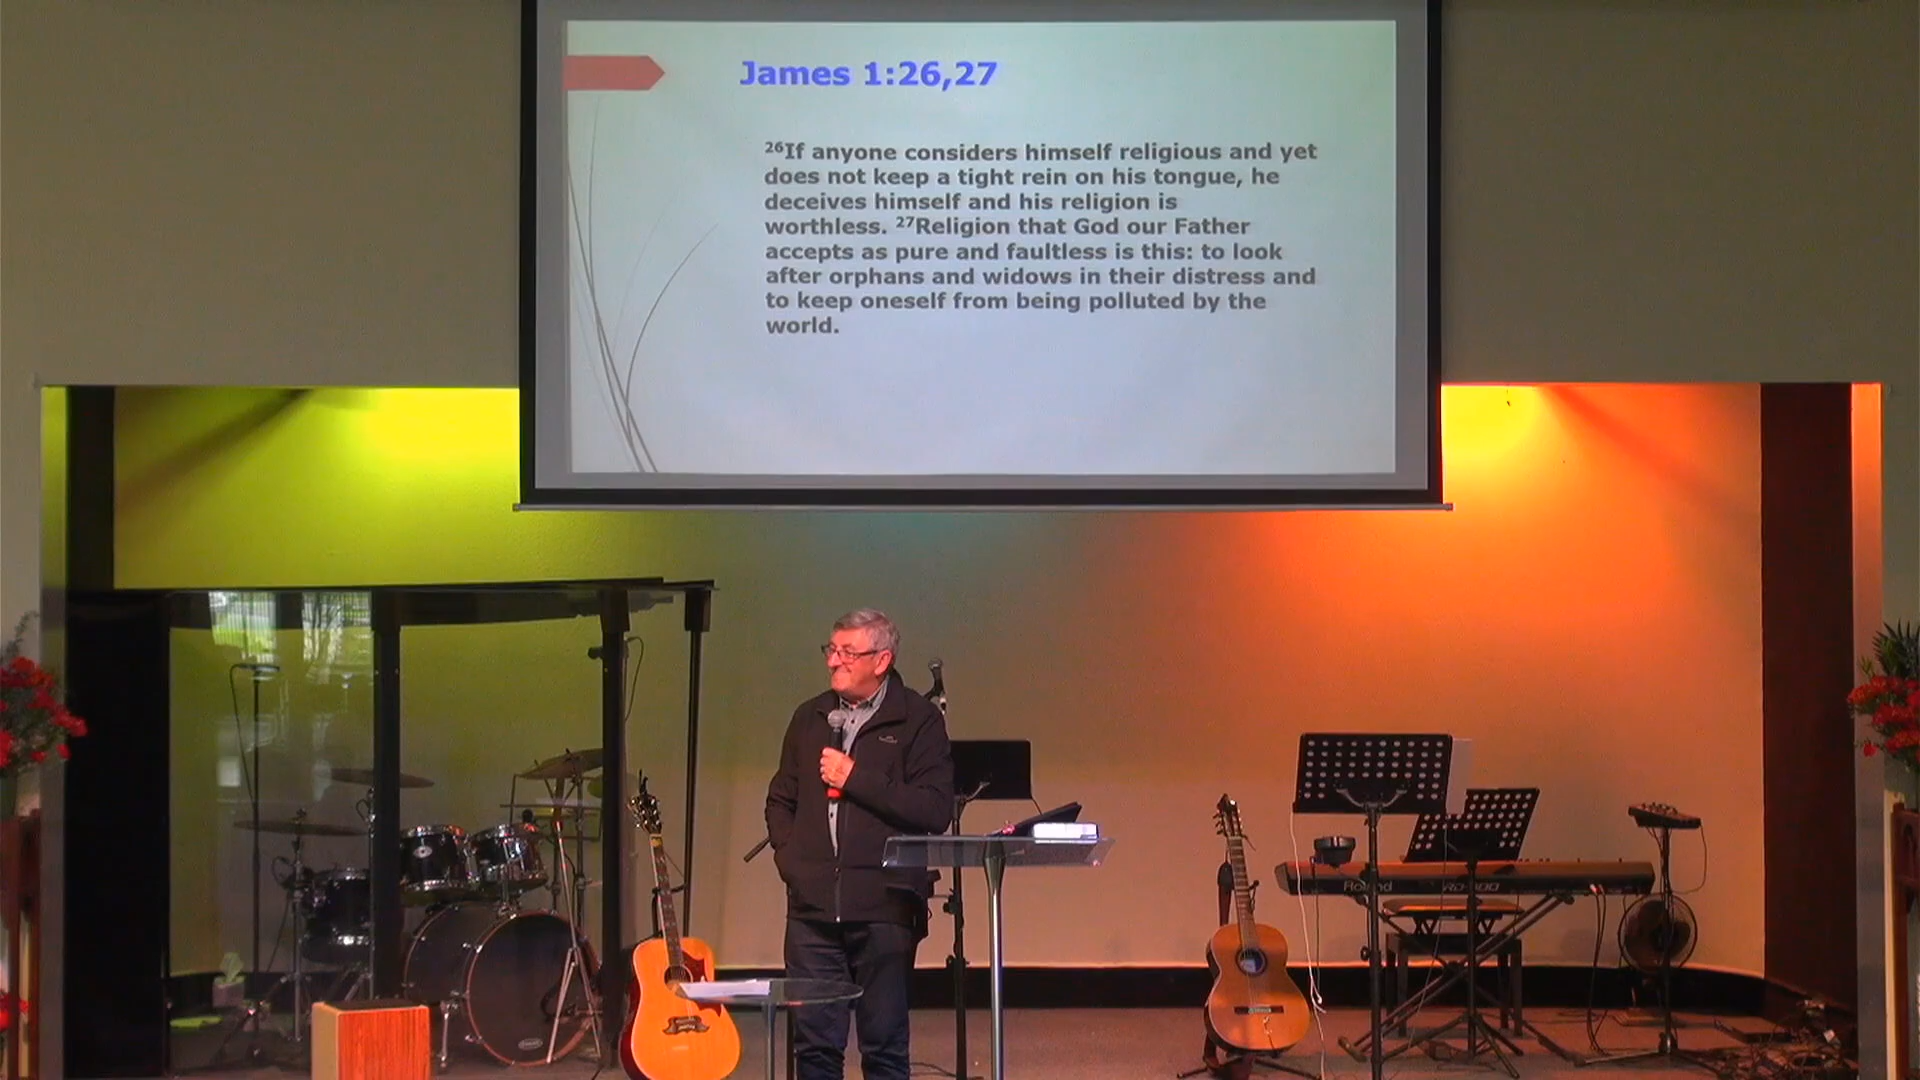 James 1:26,27
26If anyone considers himself religious and yet
does not keep a tight rein on his tongue, he
deceives himself and his religion is
worthless. 27Religion that God our Father
accepts as pure and faultless is this: to look
after orphans and widows in their distress and
to keep oneself from being polluted by the
world.
Roland